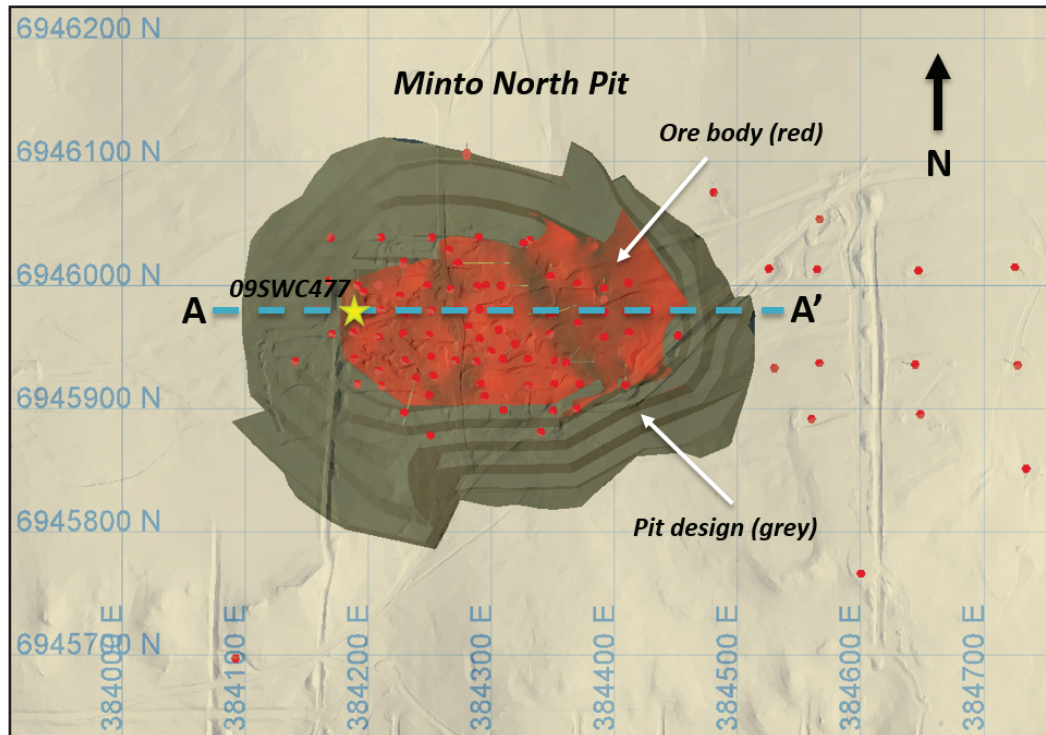 6946200 N
Minto North Pit
Ore body (red)
6946100 N
N
6946000 N
09SWC477
A
A’
6945900 N
Pit design (grey)
6945800 N
6945700 N
384000 E
384100 E
384200 E
384300 E
384400 E
384500 E
384600 E
384700 E